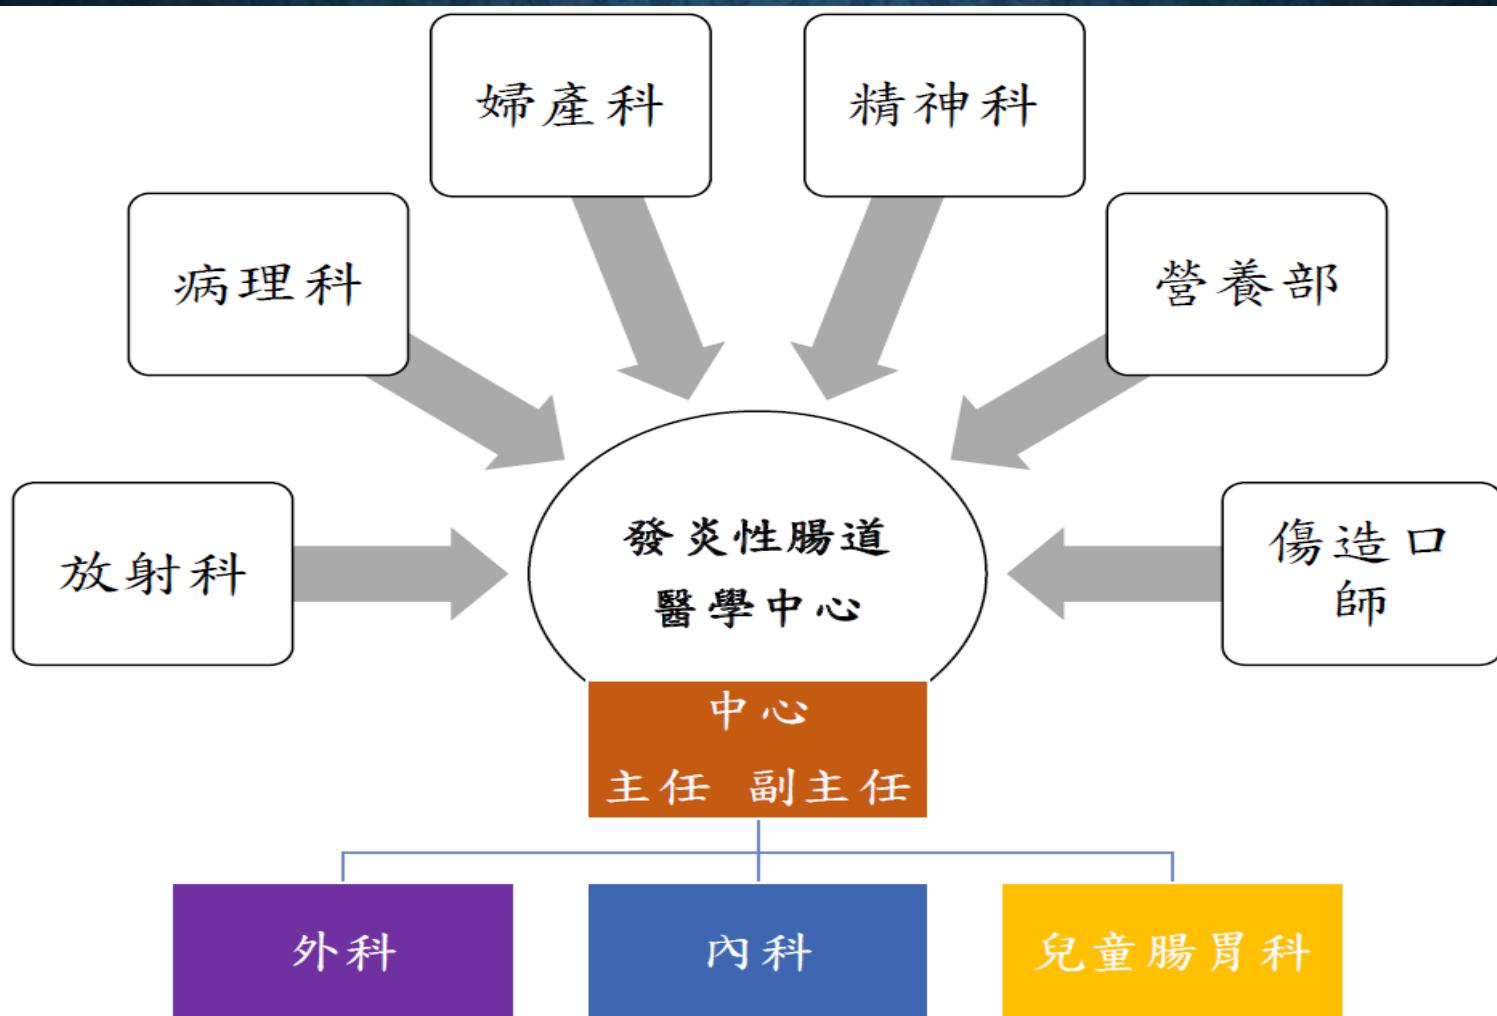 婦產科
精神科
病理科
營養部
放射科
發炎性腸道
醫學中心
傷造口
師
中心
主任 副主任
外科
內科
兒童腸胃科